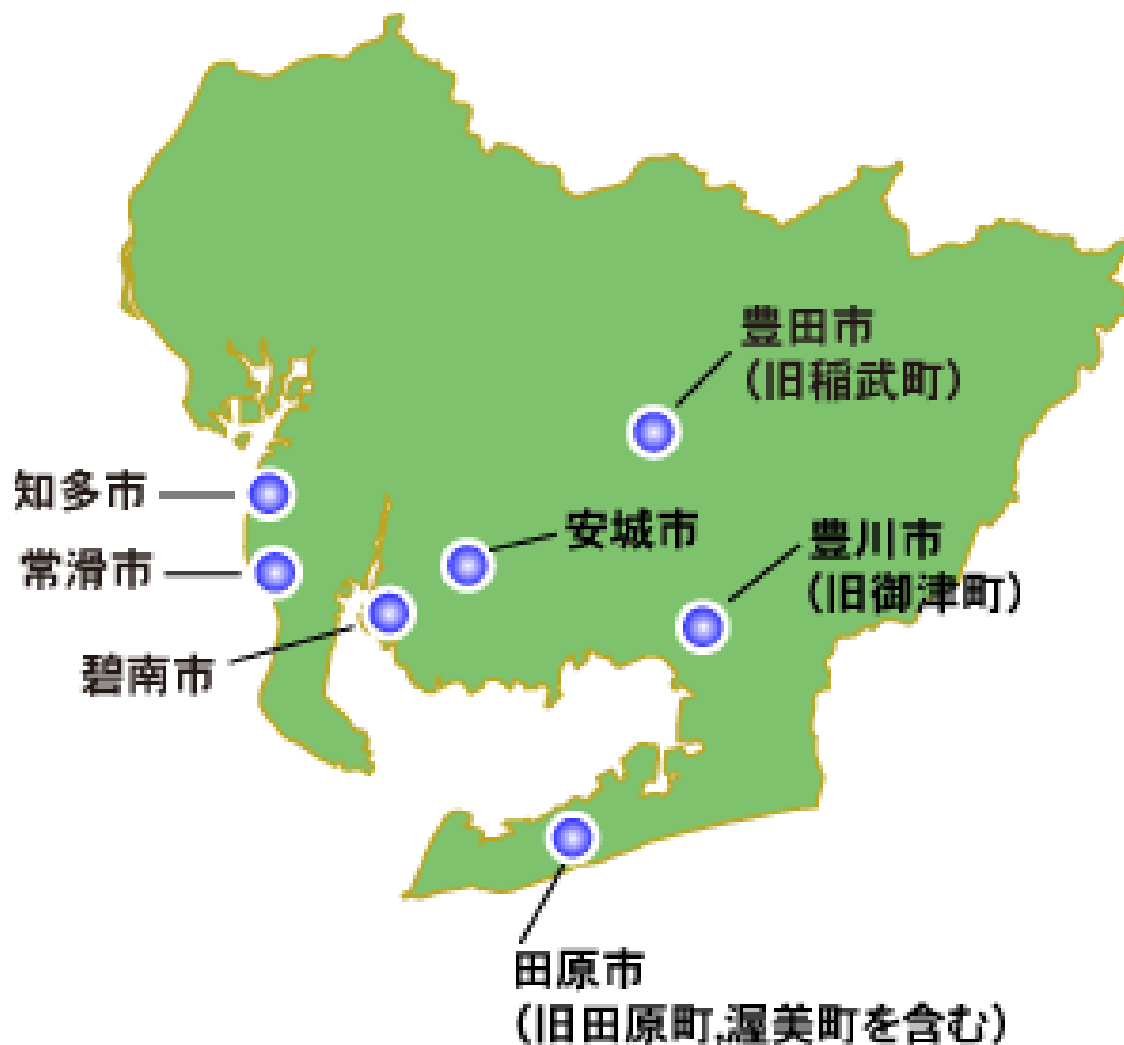 豊田市
(旧稲武町)
知多市
安城市
豊川市
(旧御津町)
常滑市
碧南市
田原市
(旧田原町,渥美町を含む)